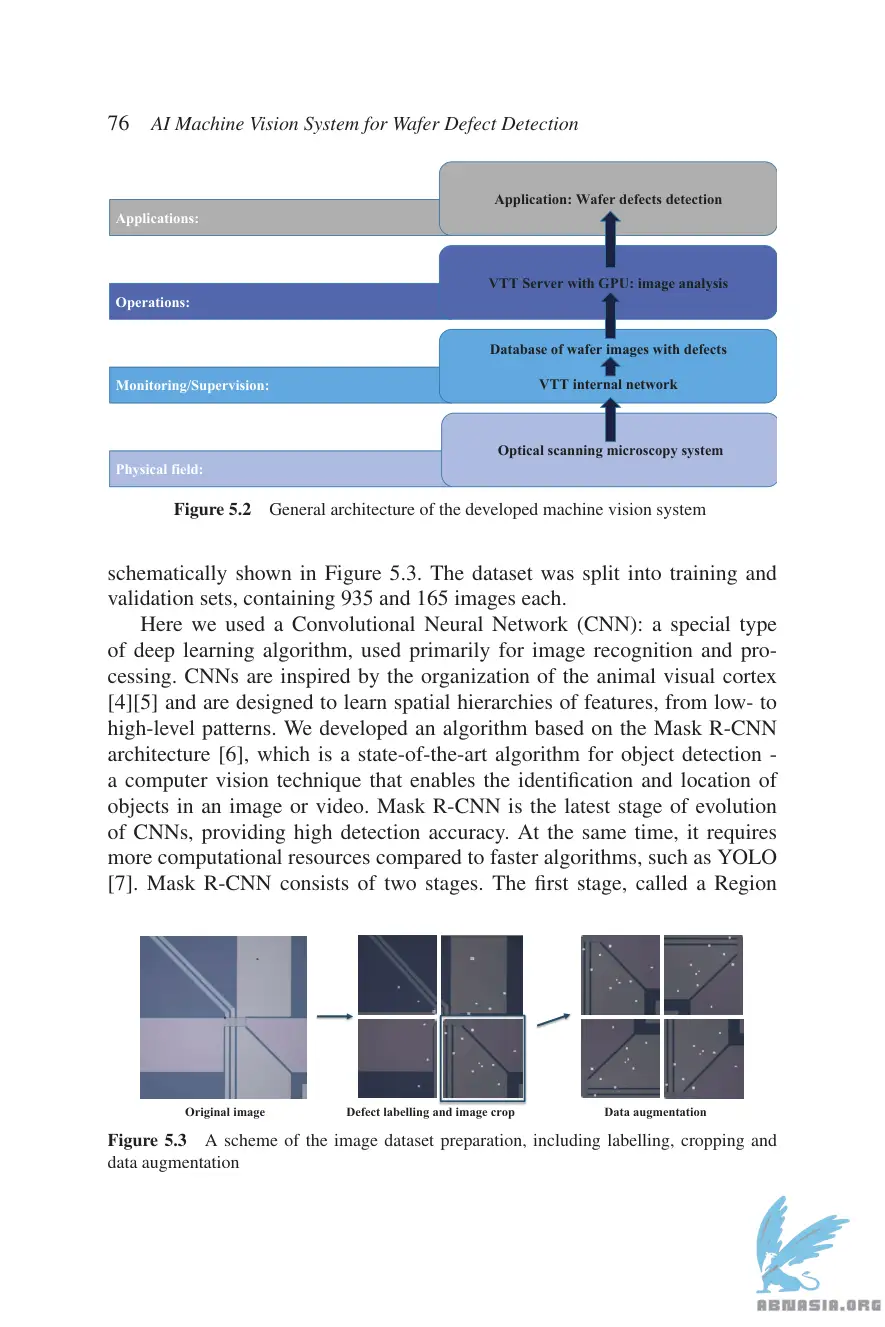 76 AI Machine Vision System for Wafer Defect Detection
Application: Wafer defects detection
Applications:
VTT Server with GPU: image analysis
Operations:
Database of wafer images with defects
Monitoring/Supervision:
VTT internal network
Optical scanning microscopy system
Physical field:
Figure 5.2 General architecture of the developed machine vision system
schematically shown in Figure 5.3. The dataset was split into training and
validation sets, containing 935 and 165 images each.
Here we used a Convolutional Neural Network (CNN): a special type
of deep learning algorithm, used primarily for image recognition and pro-
cessing. CNNs are inspired by the organization of the animal visual cortex
[4][5] and are designed to learn spatial hierarchies of features, from low- to
high-level patterns. We developed an algorithm based on the Mask R-CNN
architecture [6], which is a state-of-the-art algorithm for object detection -
a computer vision technique that enables the identification and location of
objects in an image or video. Mask R-CNN is the latest stage of evolution
of CNNs, providing high detection accuracy. At the same time, it requires
more computational resources compared to faster algorithms, such as YOLO
[7]. Mask R-CNN consists of two stages. The first stage, called a Region
Original image Defect labelling and image crop Data augmentation
Figure 5.3 A scheme of the image dataset preparation, including labelling, cropping and
data augmentation
ABNASIA.ORG